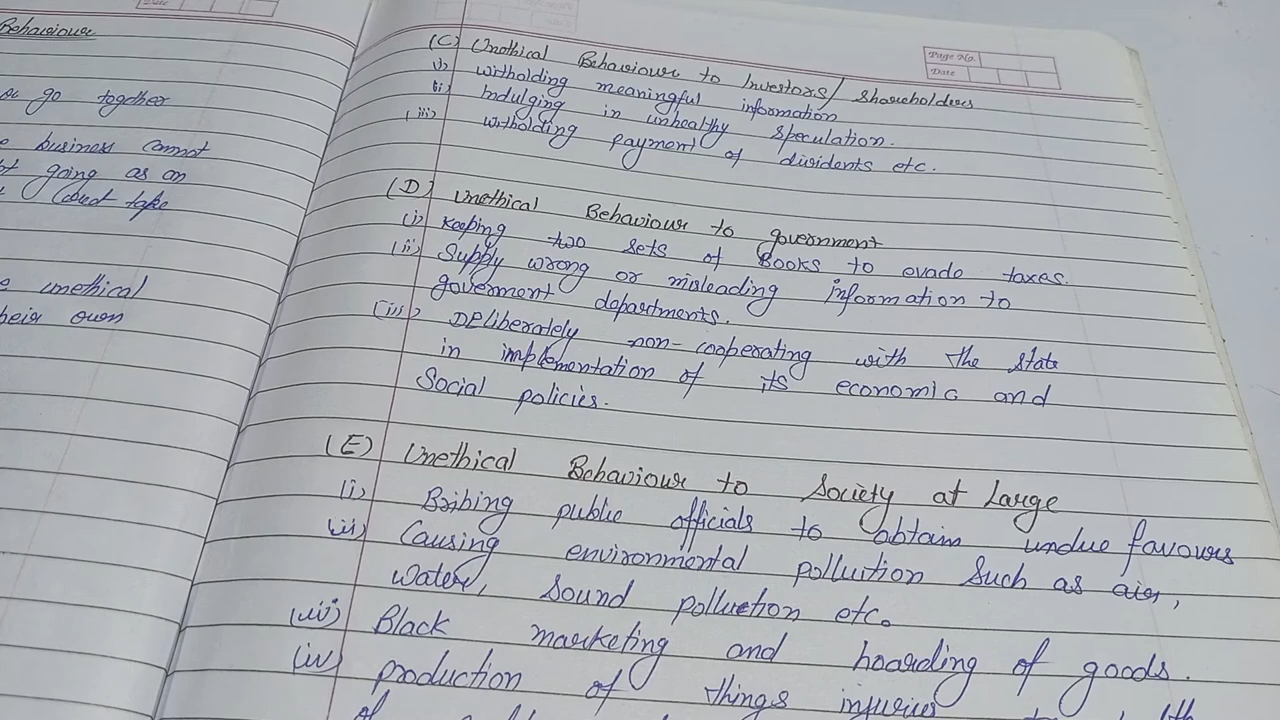 Behaviour
go together
business cannot
going as an
take
unethical
their own
Page No.
Date
(C) Unethical Behaviour to Investors/ Shareholders
i) witholding meaningful information
ii) Indulging in unhealthy speculation.
(iii) witholding payment of dividents etc.
(D) Unethical Behaviour to government
(i) Keeping two sets of Books to evade taxes.
(ii) Supply wrong or misleading information to
goverment departments.
(iii) DEliberately non-cooperating with the state
in implementation of its economic and
Social policies.
(E) Unethical Behaviour to Society at Large
(i) Bribing public officials to obtain undue favours
(ii) Causing environmental polluition Such as air,
Water, Sound polluction etc.
(iii) Black marketing and hoarding of goods.
(iv) production of things injuries
of